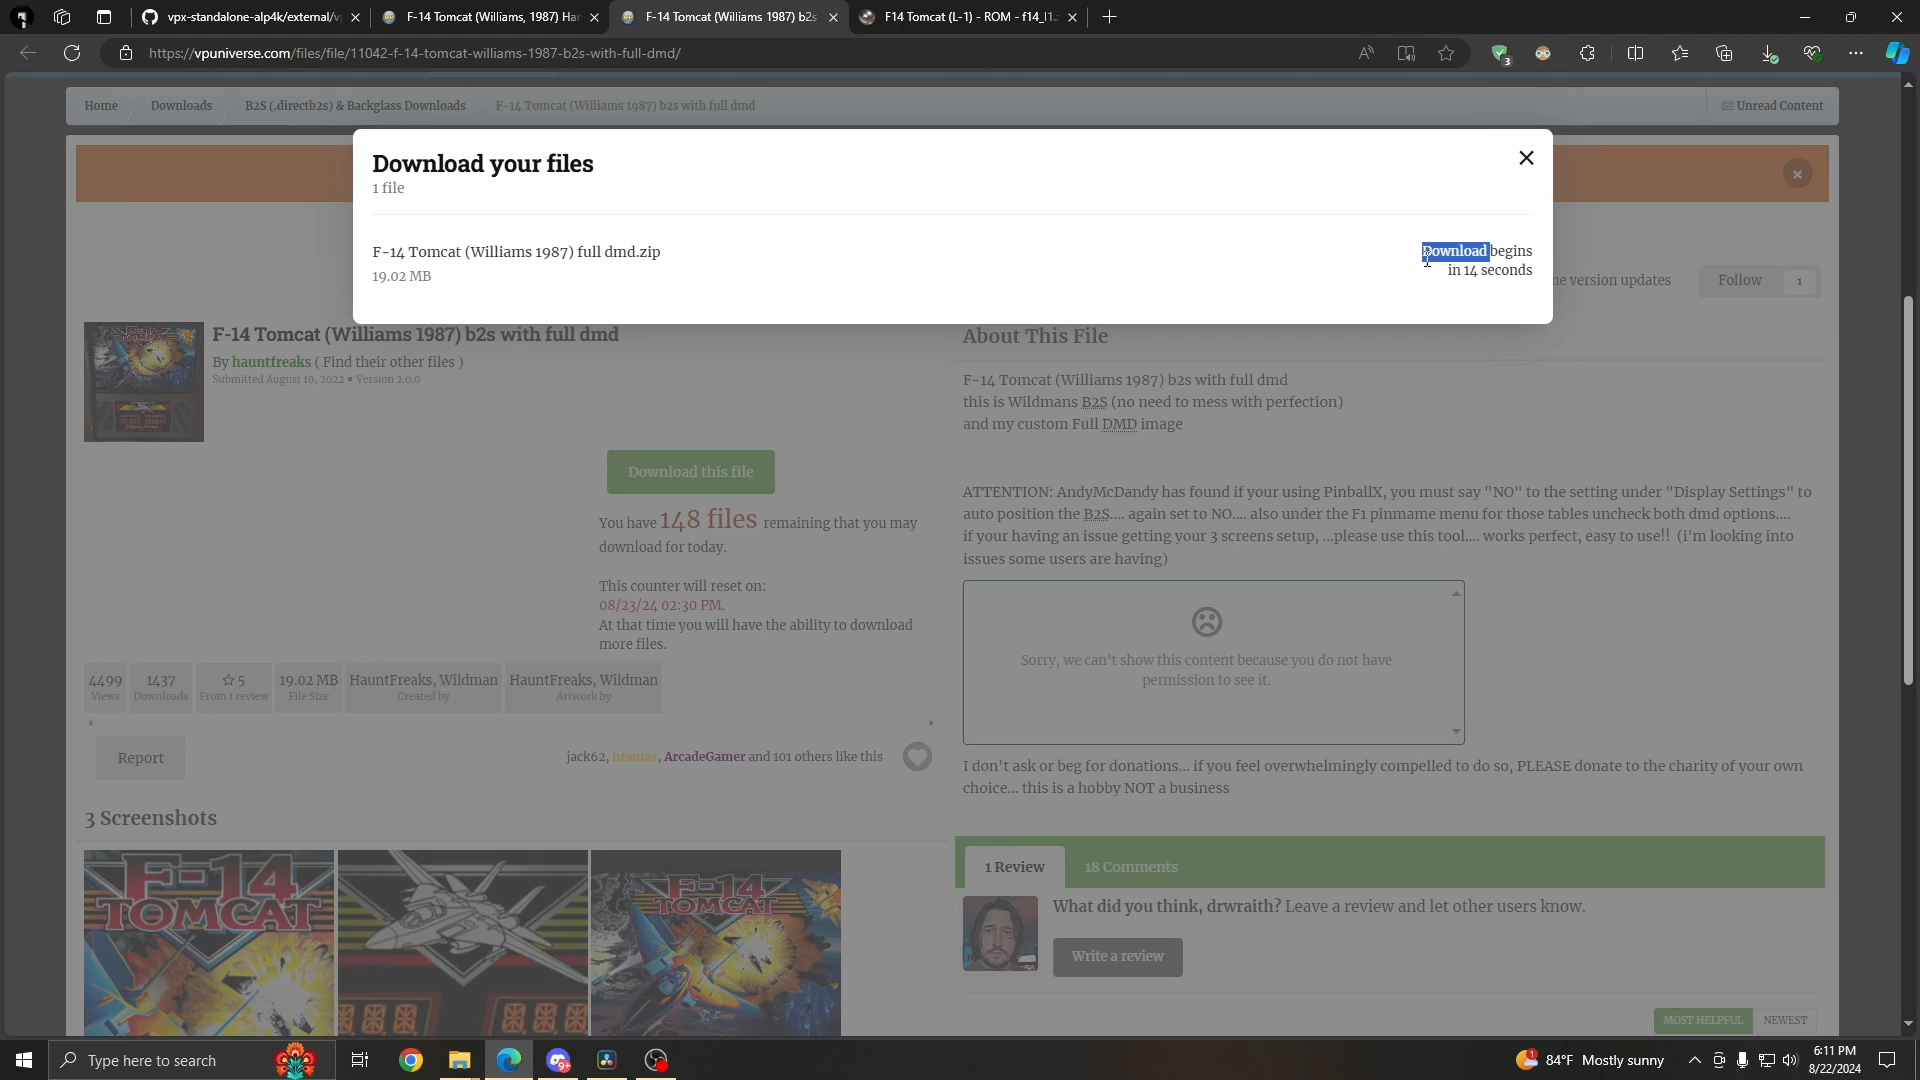 vpx-standalone-alp4k/external/v
F-14 Tomcat (Williams, 1987) Ha
F-14 Tomcat (Williams 1987) b2s
F14 Tomcat (L-1) - ROM - f14_l1.
https://vpuniverse.com/files/file/11042-f-14-tomcat-williams-1987-b2s-with-full-dmd/
3
Home
Downloads
B2S (.directb2s) & Backglass Downloads
F-14 Tomcat (Williams 1987) b2s with full dmd
Unread Content
Download your files
1 file
F-14 Tomcat (Williams 1987) full dmd.zip
19.02 MB
Download begins
in 14 seconds
ne version updates
Follow
1
F-14 Tomcat (Williams 1987) b2s with full dmd
By hauntfreaks ( Find their other files )
Submitted August 10, 2022 • Version 2.0.0
Download this file
You have 148 files remaining that you may
download for today.
This counter will reset on:
08/23/24 02:30 PM.
At that time you will have the ability to download
more files.
4499
Views
1437
Downloads
5
From 1 review
19.02 MB
File Size
HauntFreaks, Wildman
Created by
HauntFreaks, Wildman
Artwork by
Report
jack62, htamas, ArcadeGamer and 101 others like this
3 Screenshots
F-14
TOMCAT
F-14
TOMCAT
About This File
F-14 Tomcat (Williams 1987) b2s with full dmd
this is Wildmans B2S (no need to mess with perfection)
and my custom Full DMD image
ATTENTION: AndyMcDandy has found if your using PinballX, you must say "NO" to the setting under "Display Settings" to
auto position the B2S.... again set to NO.... also under the F1 pinmame menu for those tables uncheck both dmd options....
if your having an issue getting your 3 screens setup, ...please use this tool.... works perfect, easy to use!! (i'm looking into
issues some users are having)
Sorry, we can't show this content because you do not have
permission to see it.
I don't ask or beg for donations... if you feel overwhelmingly compelled to do so, PLEASE donate to the charity of your own
choice... this is a hobby NOT a business
1 Review
18 Comments
What did you think, drwraith? Leave a review and let other users know.
Write a review
MOST HELPFUL
NEWEST
Type here to search
9+
1
84°F Mostly sunny
6:11 PM
8/22/2024